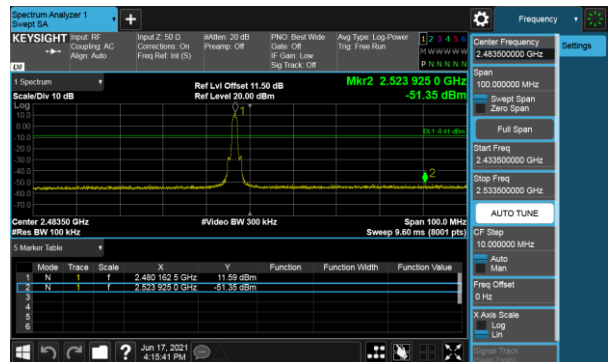 Spectrum Analyzer 1
Swept SA
+
Frequency
KEYSIGHT
Input: RF
Coupling: AC
Align: Auto
Input Z: 50 Ω
Corrections: On
Freq Ref: Int (S)
#Atten: 20 dB
Preamp: Off
PNO: Best Wide
Gate: Off
IF Gain: Low
Sig Track: Off
Avg Type: Log-Power
Trig: Free Run
1 2 3 4 5 6
M W W W W W
P N N N N N
LXI
Center Frequency
2.483500000 GHz
Settings
1 Spectrum
Scale/Div 10 dB
Ref Lvl Offset 11.50 dB
Ref Level 20.00 dBm
Mkr2 2.523 925 0 GHz
-51.35 dBm
Log
10.0
0.00
-10.0
-20.0
-30.0
-40.0
-50.0
-60.0
-70.0
1
DL1 -8.41 dBm
2
Center 2.48350 GHz
#Res BW 100 kHz
#Video BW 300 kHz
Span 100.0 MHz
Sweep 9.60 ms (8001 pts)
Span
100.000000 MHz
Swept Span
Zero Span
Full Span
Start Freq
2.433500000 GHz
Stop Freq
2.533500000 GHz
AUTO TUNE
CF Step
10.000000 MHz
Auto
Man
Freq Offset
0 Hz
X Axis Scale
Log
Lin
Signal Track
5 Marker Table
Mode Trace Scale X Y Function Function Width Function Value
1 N 1 f 2.480 162 5 GHz 11.59 dBm
2 N 1 f 2.523 925 0 GHz -51.35 dBm
3
4
5
6
?
Jun 17, 2021
4:15:41 PM